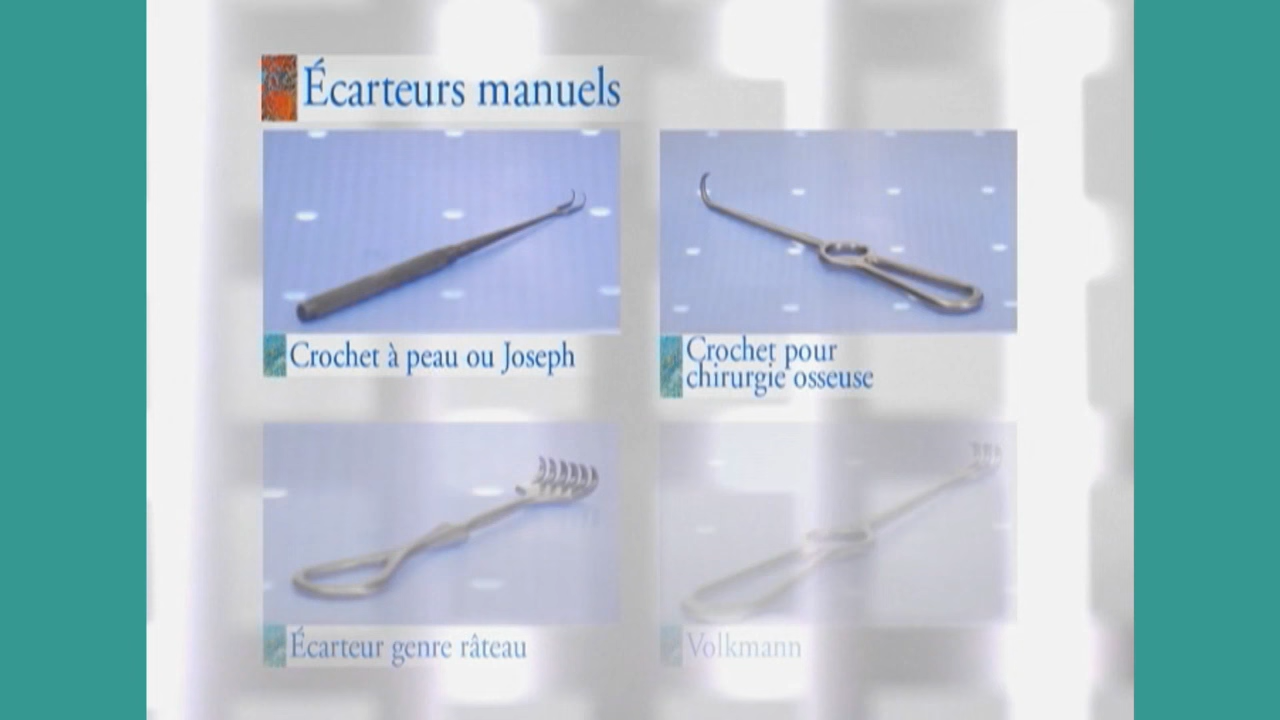 Écarteurs manuels
Crochet à peau ou Joseph
Crochet pour
chirurgie osseuse
Écarteur genre râteau
Volkmann